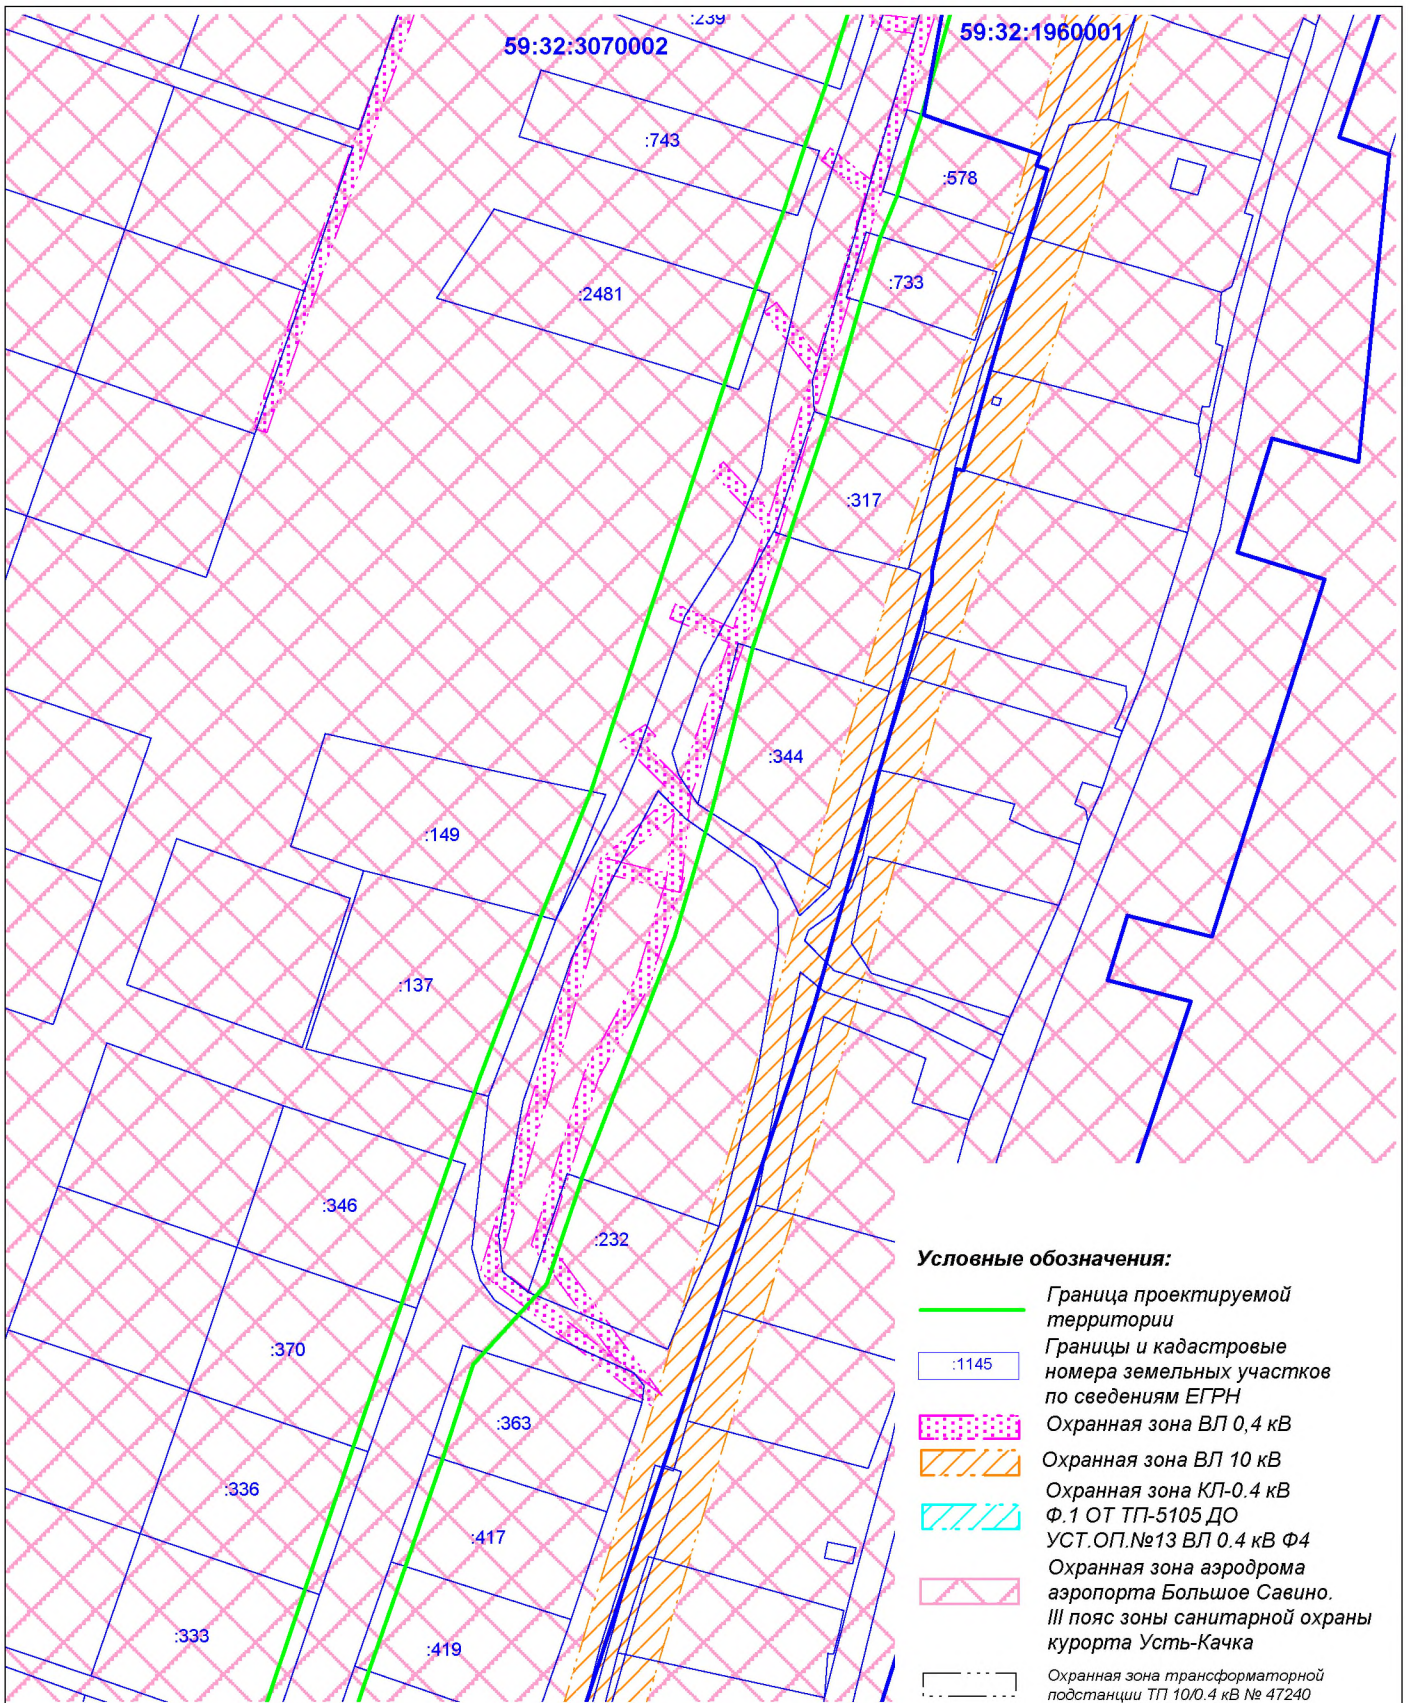 :239
59:32:3070002
59:32:1960001
:743
:578
:733
:2481
:317
:344
:149
:137
:346
:232
:370
:363
:336
:417
:333
:419
Условные обозначения:
Граница проектируемой
территории
:1145
Границы и кадастровые
номера земельных участков
по сведениям ЕГРН
Охранная зона ВЛ 0,4 кВ
Охранная зона ВЛ 10 кВ
Охранная зона КЛ-0.4 кВ
Ф.1 ОТ ТП-5105 ДО
УСТ.ОП.№13 ВЛ 0.4 кВ Ф4
Охранная зона аэродрома
аэропорта Большое Савино.
III пояс зоны санитарной охраны
курорта Усть-Качка
Охранная зона трансформаторной
подстанции ТП 10/0.4 кВ № 47240